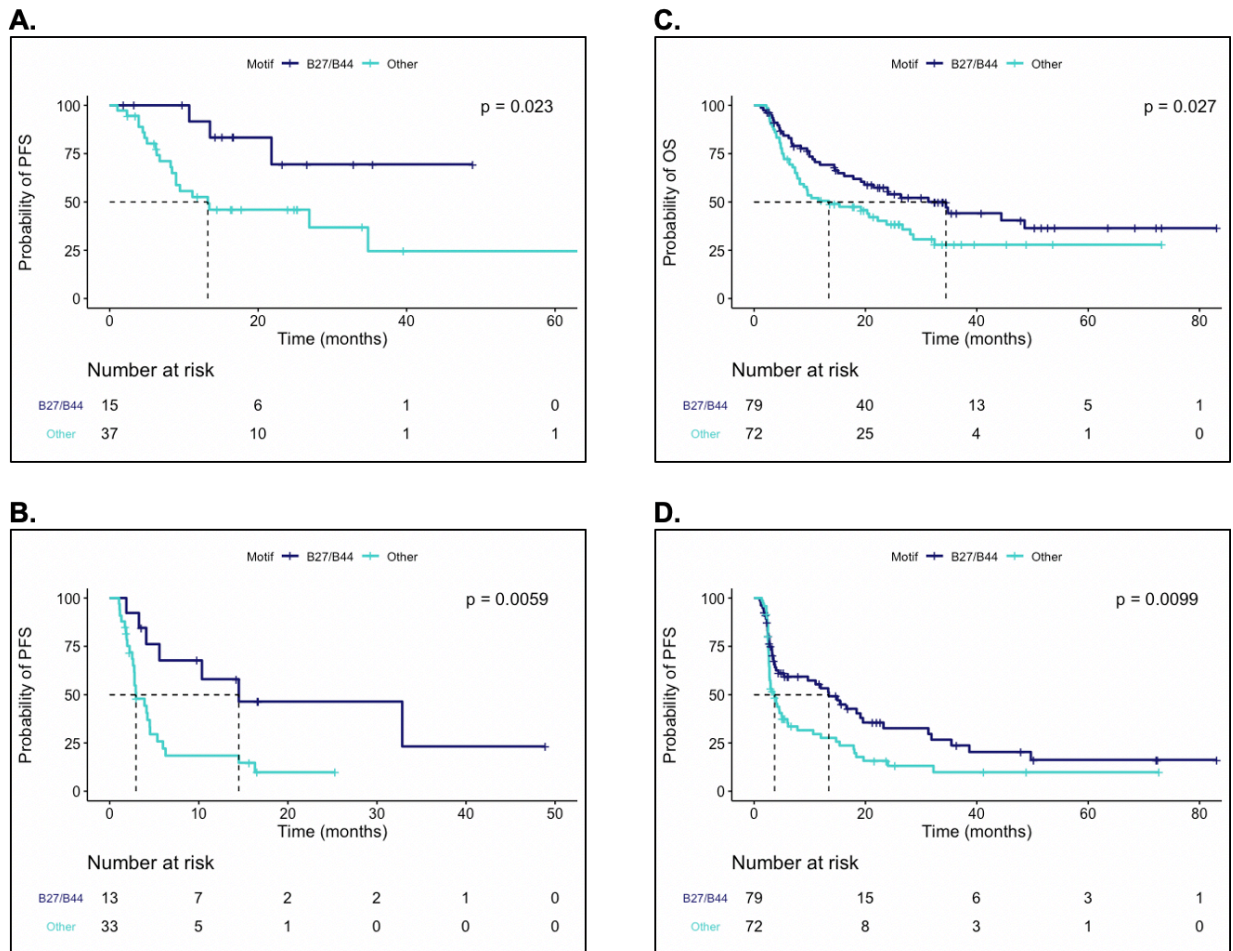 A.
Motif B27/B44 Other
p = 0.023
Probability of PFS
100
75
50
25
0
0 20 40 60
Time (months)
Number at risk
B27/B44 15 6 1 0
Other 37 10 1 1
C.
Motif B27/B44 Other
p = 0.027
Probability of OS
100
75
50
25
0
0 20 40 60 80
Time (months)
Number at risk
B27/B44 79 40 13 5 1
Other 72 25 4 1 0
B.
Motif B27/B44 Other
p = 0.0059
Probability of PFS
100
75
50
25
0
0 10 20 30 40 50
Time (months)
Number at risk
B27/B44 13 7 2 2 1 0
Other 33 5 1 0 0 0
D.
Motif B27/B44 Other
p = 0.0099
Probability of PFS
100
75
50
25
0
0 20 40 60 80
Time (months)
Number at risk
B27/B44 79 15 6 3 1
Other 72 8 3 1 0